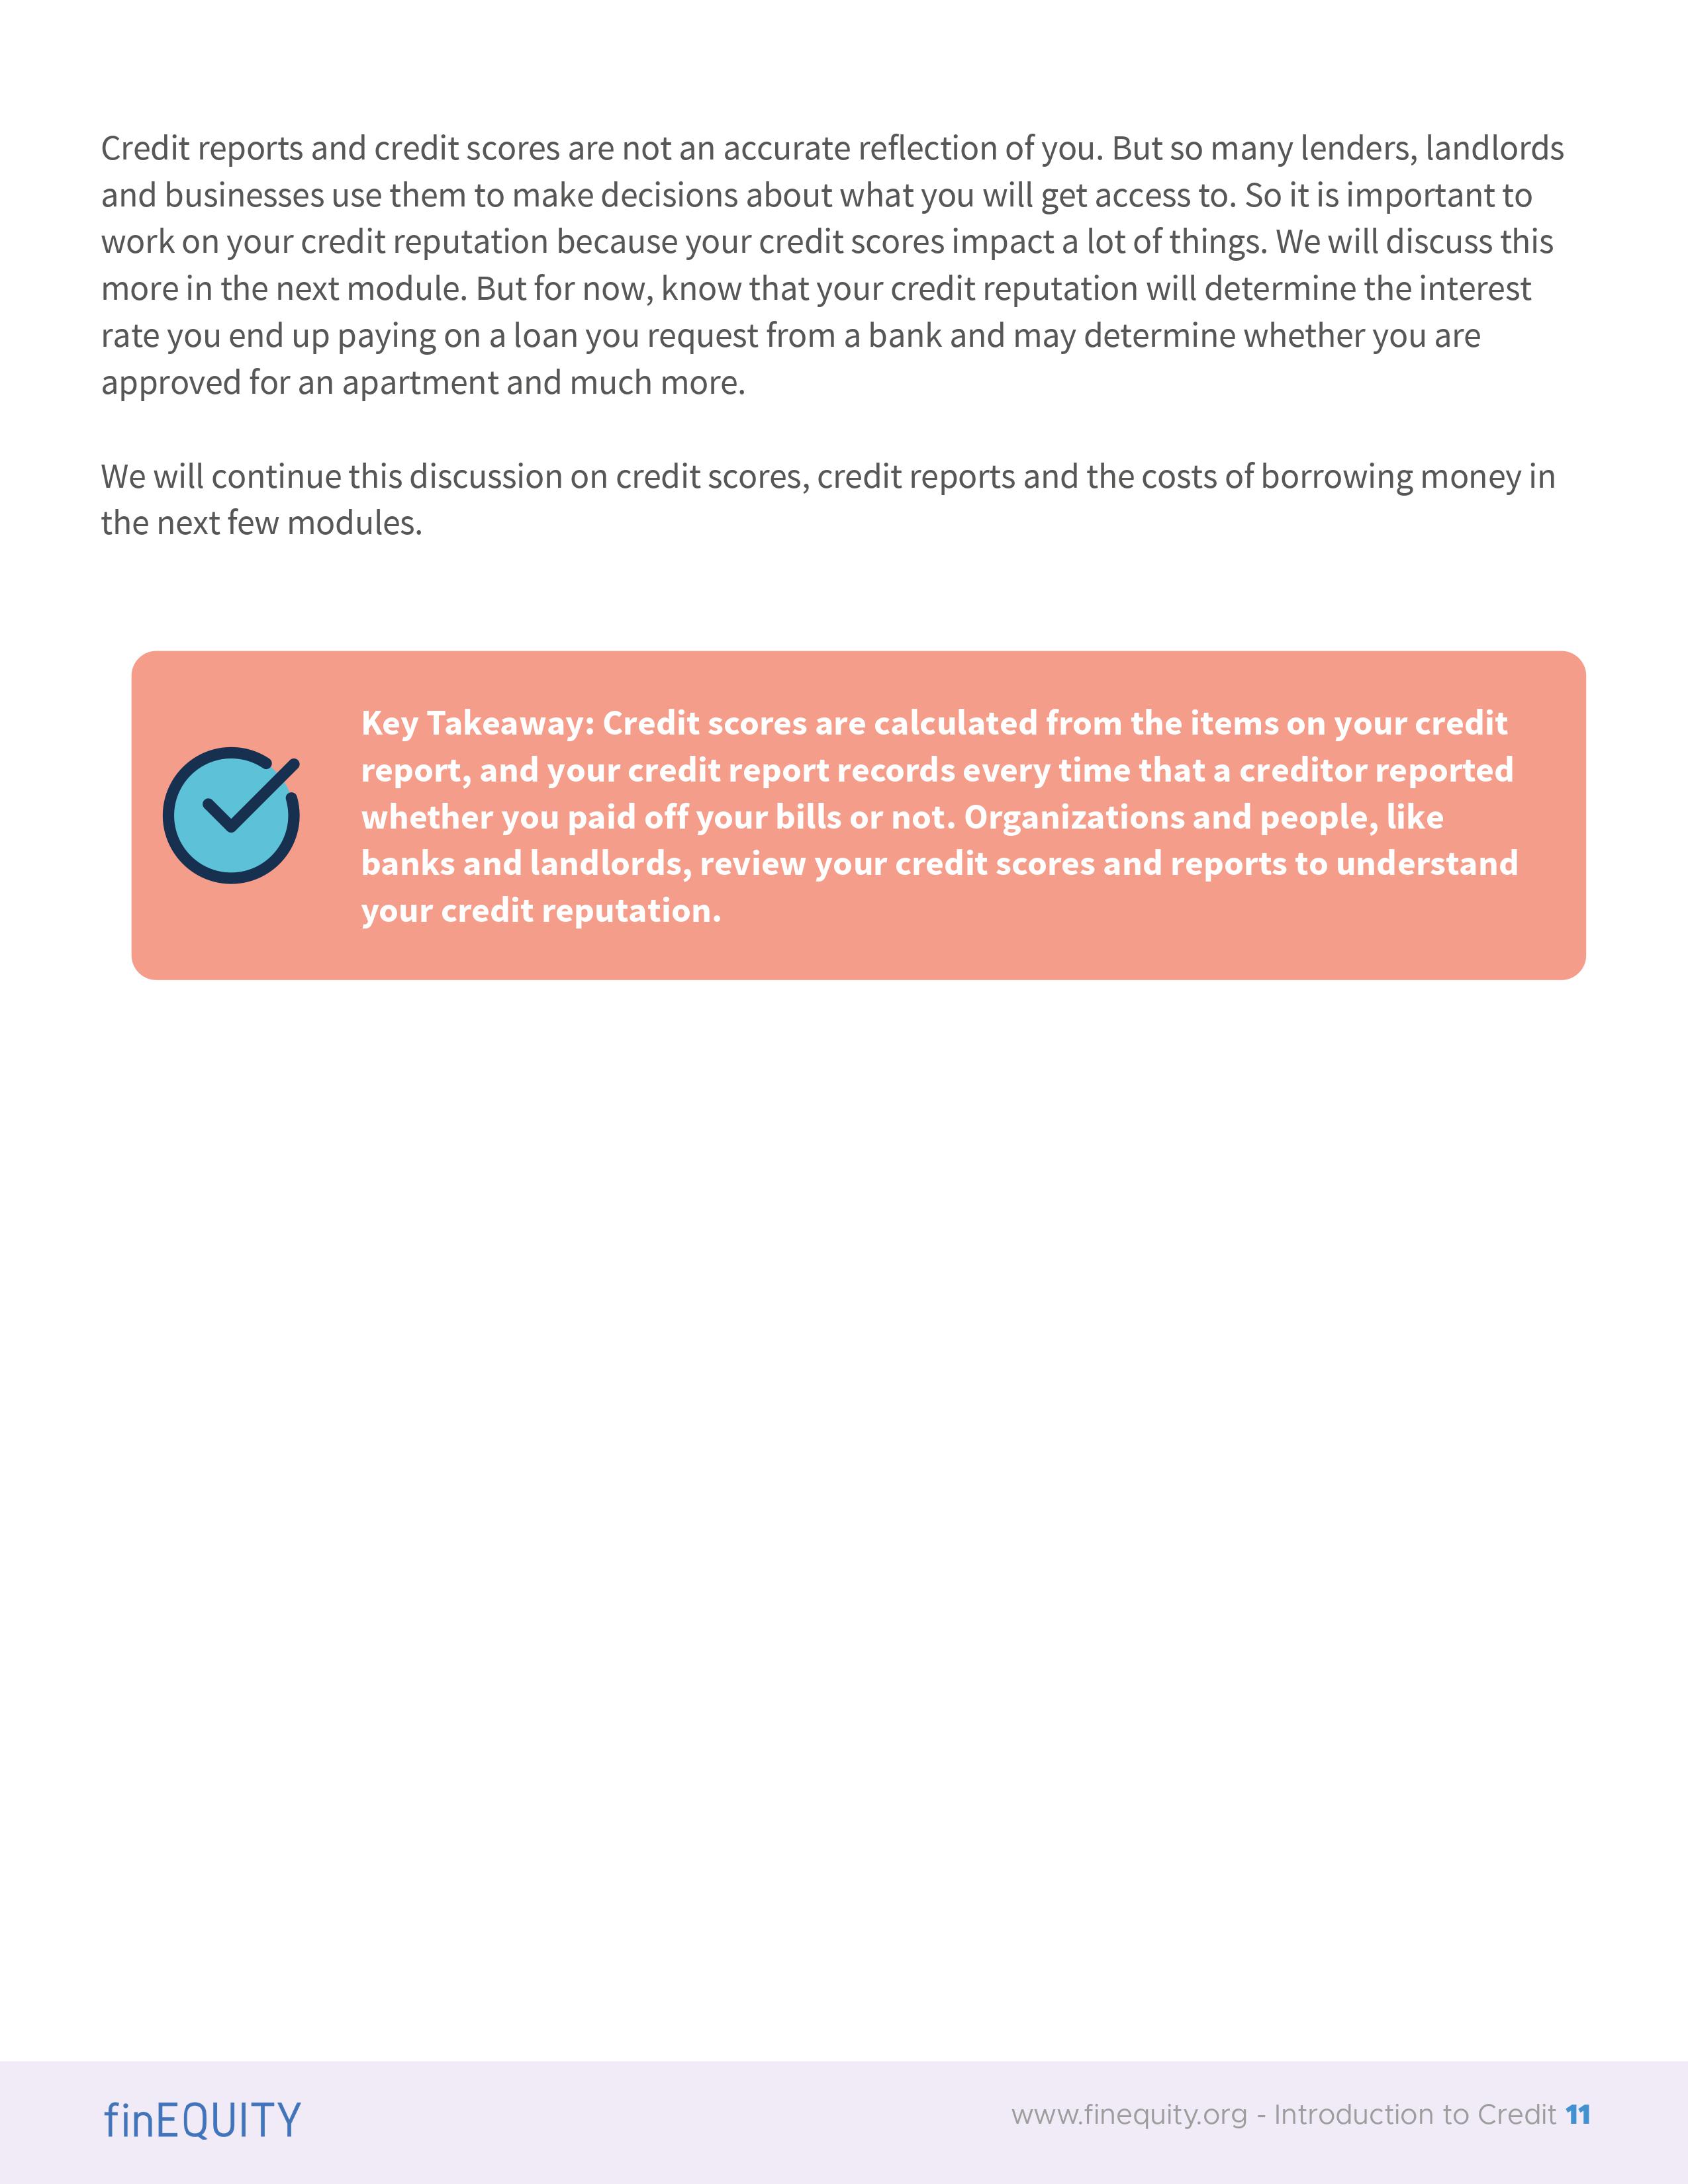 Credit reports and credit scores are not an accurate reflection of you. But so many lenders, landlords
and businesses use them to make decisions about what you will get access to. So it is important to
work on your credit reputation because your credit scores impact a lot of things. We will discuss this
more in the next module. But for now, know that your credit reputation will determine the interest
rate you end up paying on a loan you request from a bank and may determine whether you are
approved for an apartment and much more.
We will continue this discussion on credit scores, credit reports and the costs of borrowing money in
the next few modules.
Key Takeaway: Credit scores are calculated from the items on your credit
report, and your credit report records every time that a creditor reported
whether you paid off your bills or not. Organizations and people, like
banks and landlords, review your credit scores and reports to understand
your credit reputation.
finEQUITY
www.finequity.org - Introduction to Credit 11